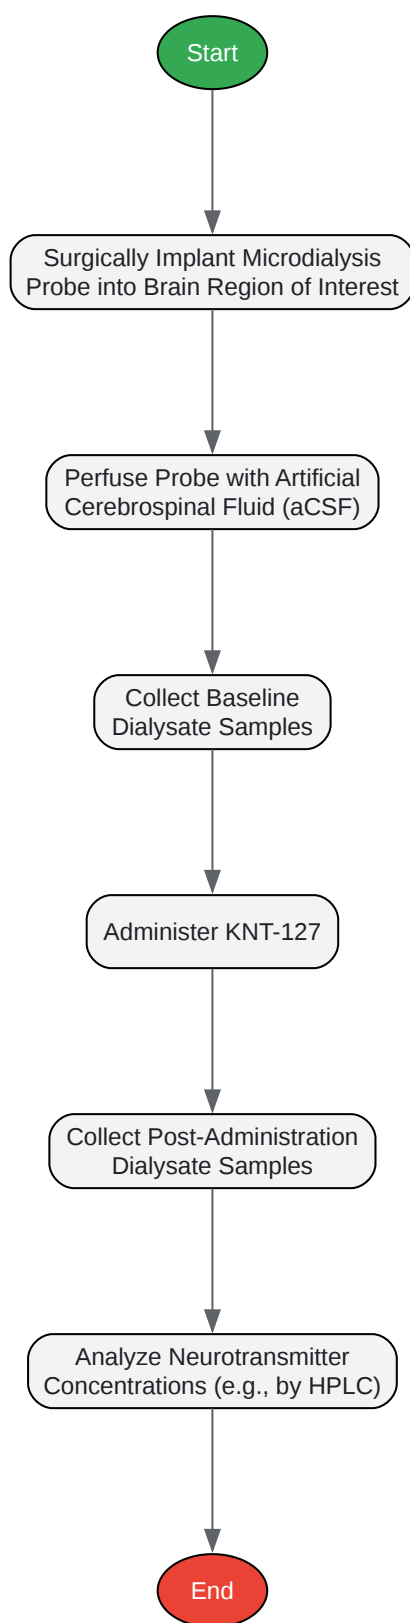 Start
Surgically Implant Microdialysis
Probe into Brain Region of Interest
Perfuse Probe with Artificial
Cerebrospinal Fluid (aCSF)
Collect Baseline
Dialysate Samples
Administer KNT-127
Collect Post-Administration
Dialysate Samples
Analyze Neurotransmitter
Concentrations (e.g., by HPLC)
End